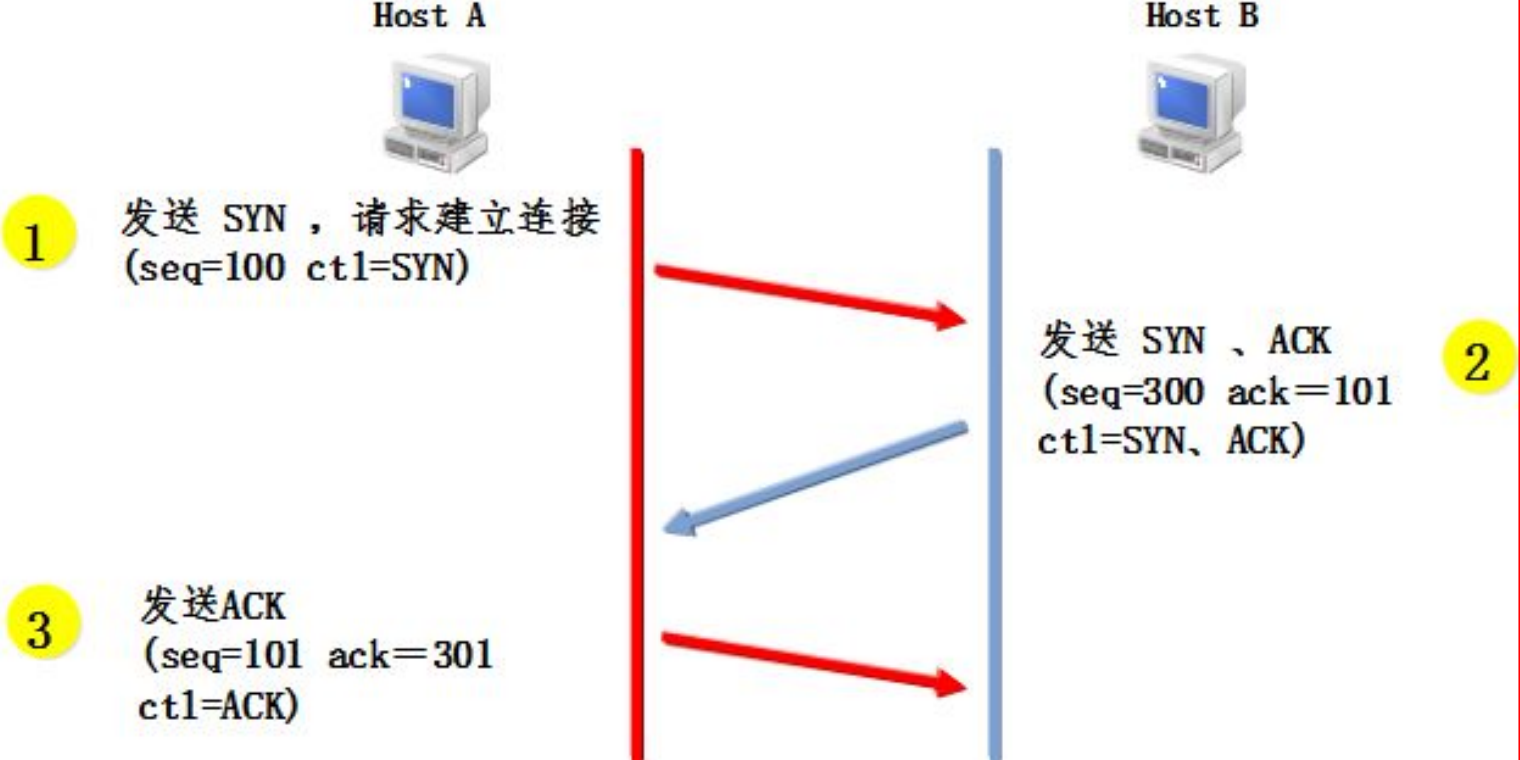 Host A
Host B
1
发送 SYN ，请求建立连接
(seq=100 ctl=SYN)
发送 SYN 、ACK
(seq=300 ack＝101
ctl=SYN、ACK)
2
3
发送ACK
(seq=101 ack＝301
ctl=ACK)